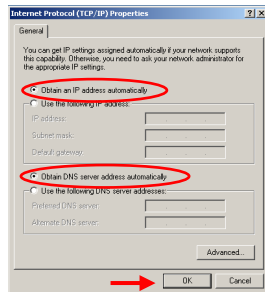 Internet Protocol (TCP/IP) Properties
General
You can get IP settings assigned automatically if your network supports
this capability. Otherwise, you need to ask your network administrator for
the appropriate IP settings.
Obtain an IP address automatically
Use the following IP address:
IP address:
Subnet mask:
Default gateway:
Obtain DNS server address automatically
Use the following DNS server addresses:
Preferred DNS server:
Alternate DNS server:
Advanced...
OK Cancel